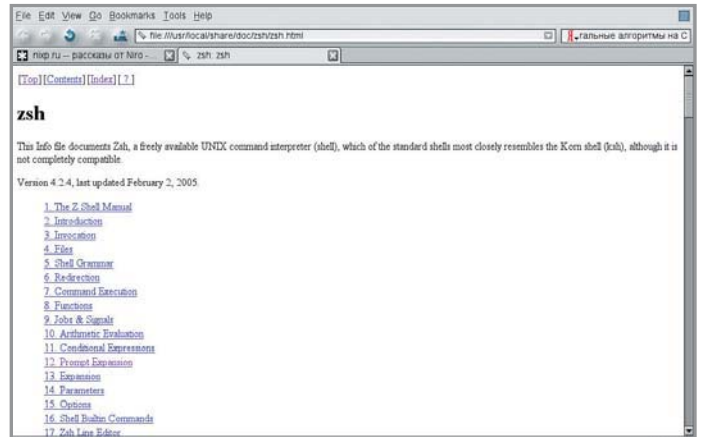 File Edit View Go Bookmarks Tools Help
file:///usr/local/share/doc/zsh/zsh.html
гальные алгоритмы на С
nixp.ru -- рассказы от Niro -...
zsh: zsh
[Top] [Contents] [Index] [ ? ]
zsh
This Info file documents Zsh, a freely available UNIX command interpreter (shell), which of the standard shells most closely resembles the Korn shell (ksh), although it is
not completely compatible.
Version 4.2.4, last updated February 2, 2005.
1. The Z Shell Manual
2. Introduction
3. Invocation
4. Files
5. Shell Grammar
6. Redirection
7. Command Execution
8. Functions
9. Jobs & Signals
10. Arithmetic Evaluation
11. Conditional Expressions
12. Prompt Expansion
13. Expansion
14. Parameters
15. Options
16. Shell Builtin Commands
17. Zsh Line Editor